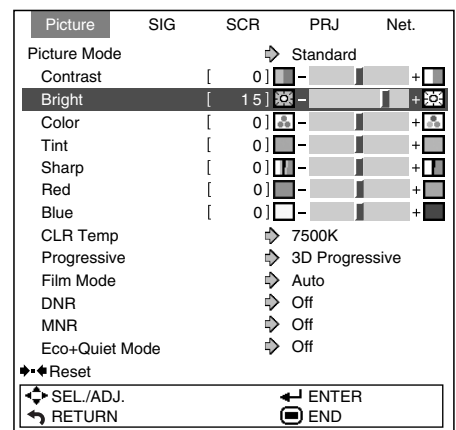 Picture SIG SCR PRJ Net.
Picture Mode Standard
Contrast [ 0] - +
Bright [ 15] - +
Color [ 0] - +
Tint [ 0] - +
Sharp [ 0] - +
Red [ 0] - +
Blue [ 0] - +
CLR Temp 7500K
Progressive 3D Progressive
Film Mode Auto
DNR Off
MNR Off
Eco+Quiet Mode Off
Reset
SEL./ADJ. ENTER
RETURN END